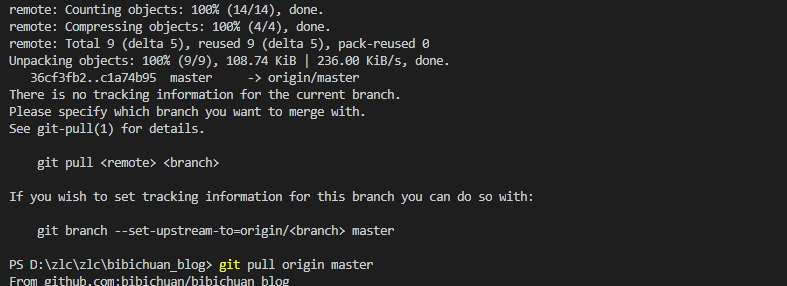 remote: Counting objects: 100% (14/14), done.
remote: Compressing objects: 100% (4/4), done.
remote: Total 9 (delta 5), reused 9 (delta 5), pack-reused 0
Unpacking objects: 100% (9/9), 108.74 KiB | 236.00 KiB/s, done.
   36cf3fb2..c1a74b95  master     -> origin/master
There is no tracking information for the current branch.
Please specify which branch you want to merge with.
See git-pull(1) for details.

    git pull <remote> <branch>

If you wish to set tracking information for this branch you can do so with:

    git branch --set-upstream-to=origin/<branch> master

PS D:\zlc\zlc\bibichuan_blog> git pull origin master
From github.com:bibichuan/bibichuan_blog